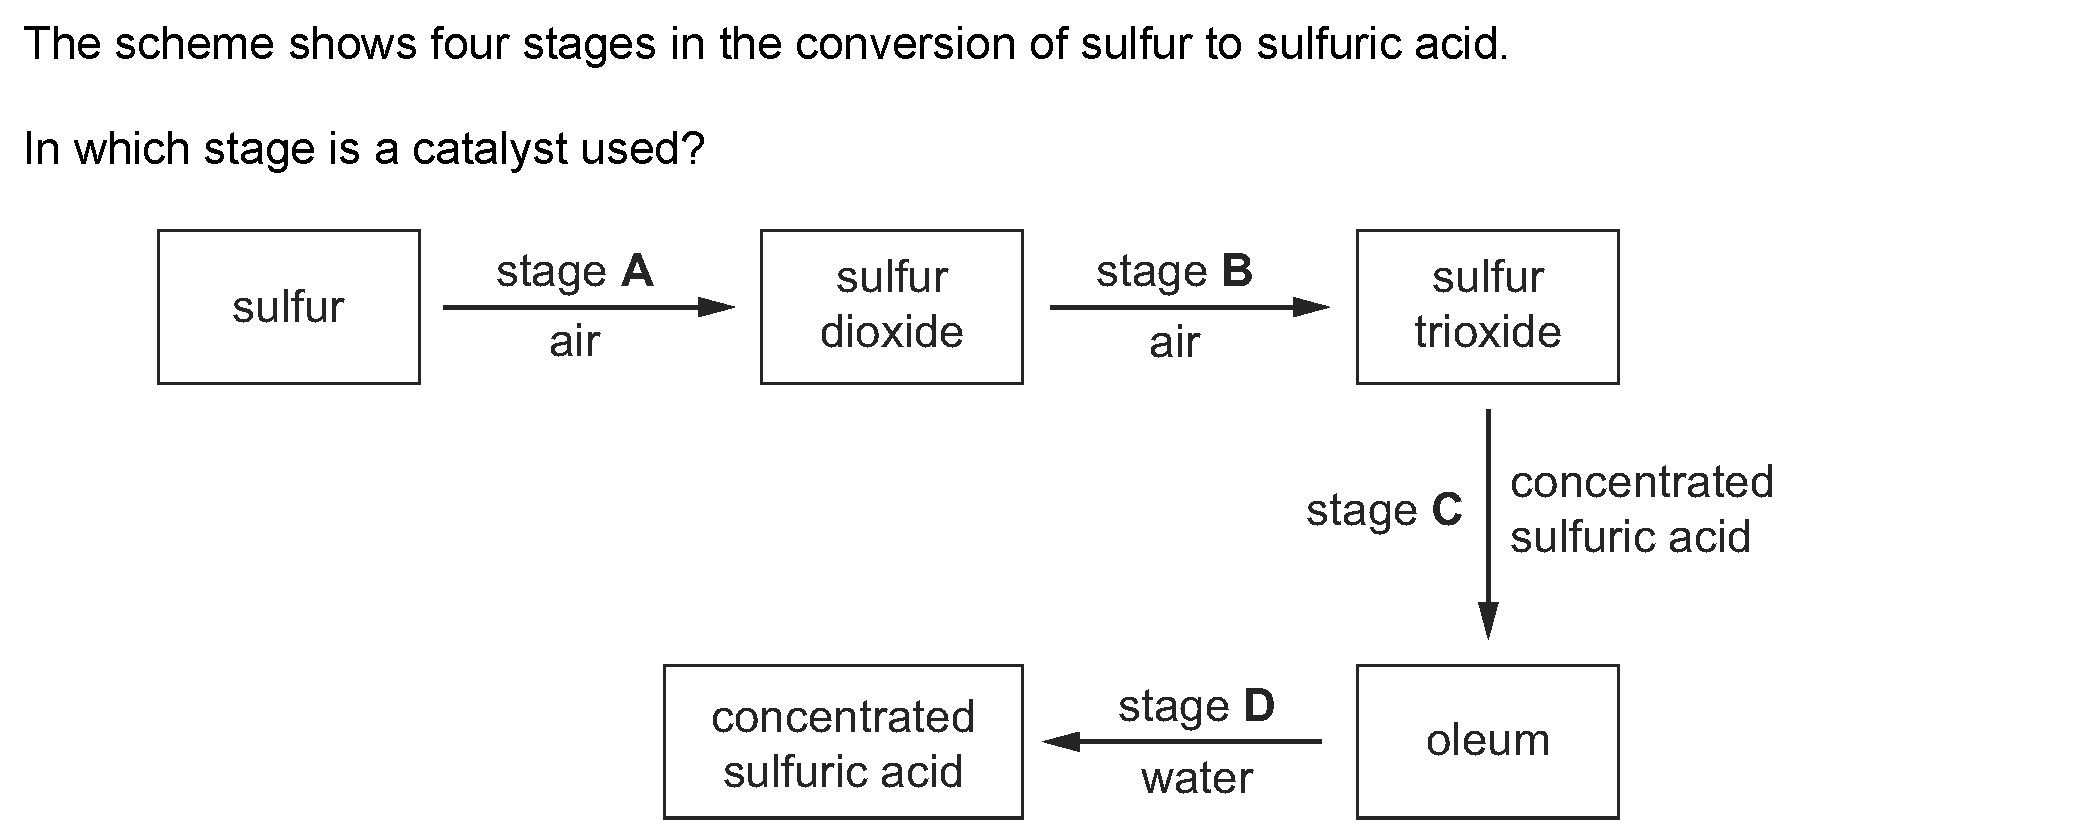 The scheme shows four stages in the conversion of sulfur to sulfuric acid.
In which stage is a catalyst used?
sulfur
stage A
air
sulfur
dioxide
stage B
air
sulfur
trioxide
stage C
concentrated
sulfuric acid
concentrated
sulfuric acid
stage D
water
oleum